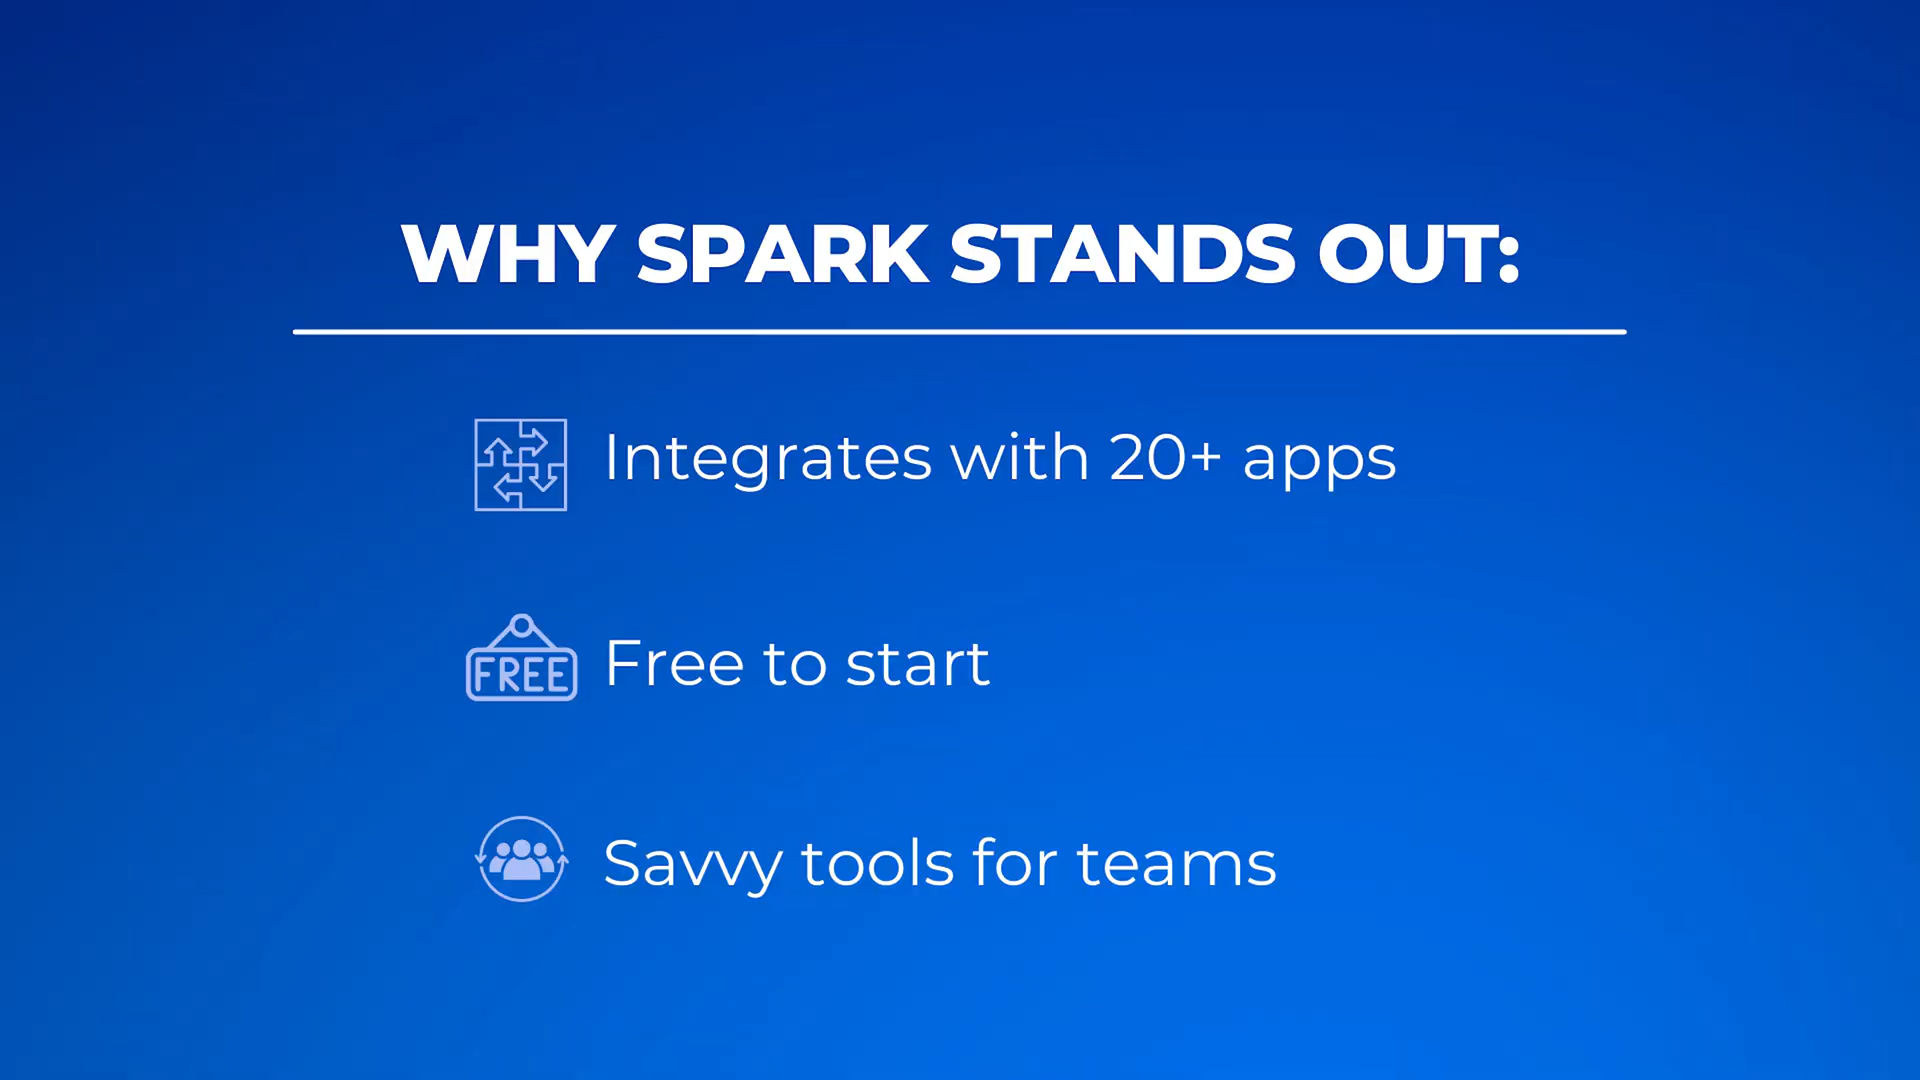 WHY SPARK STANDS OUT:
Integrates with 20+ apps
FREE
Free to start
Savvy tools for teams